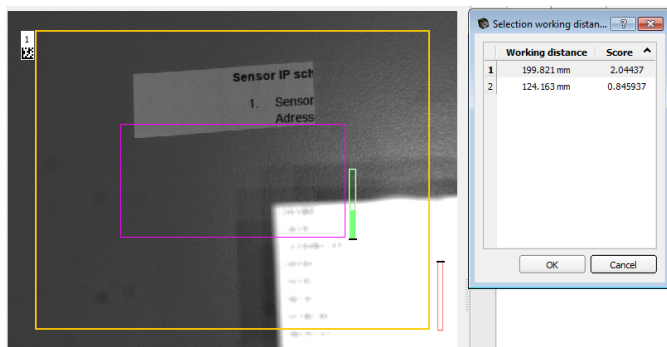 1
Sensor IP sch
1. Sensor
Adress
Selection working distan...
Working distance Score
1 199.821 mm 2.04437
2 124.163 mm 0.845937
OK Cancel